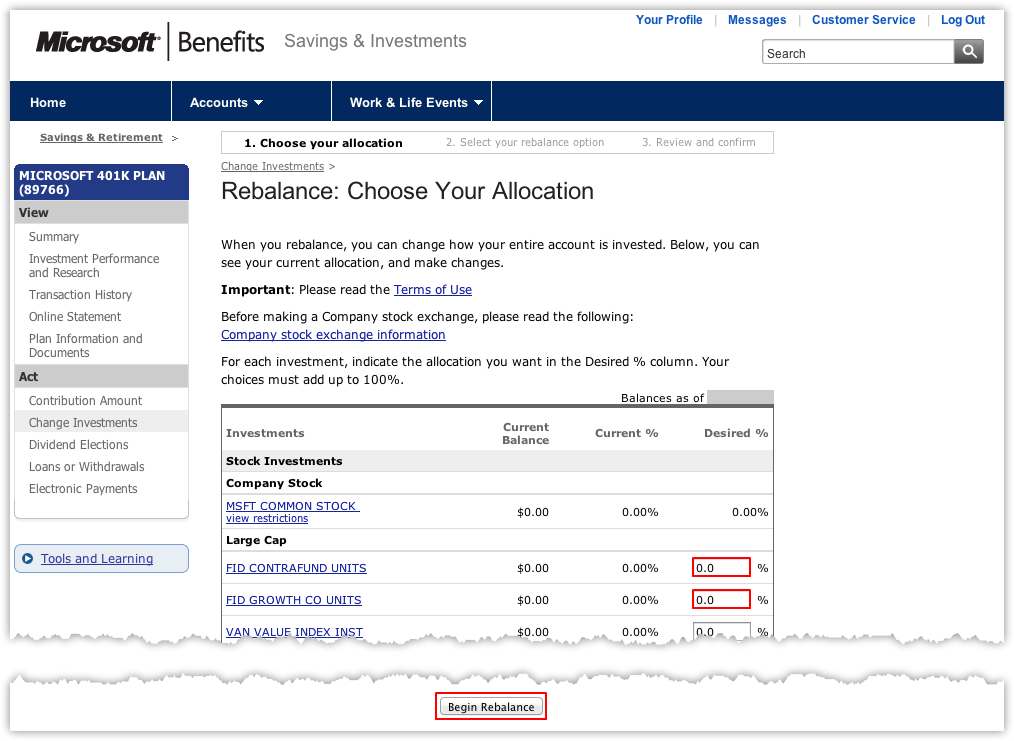 Your Profile | Messages | Customer Service | Log Out
Microsoft® Benefits Savings & Investments
Search
Home Accounts Work & Life Events
Savings & Retirement >
MICROSOFT 401K PLAN
(89766)
View
Summary
Investment Performance
and Research
Transaction History
Online Statement
Plan Information and
Documents
Act
Contribution Amount
Change Investments
Dividend Elections
Loans or Withdrawals
Electronic Payments
Tools and Learning
1. Choose your allocation 2. Select your rebalance option 3. Review and confirm
Change Investments >
Rebalance: Choose Your Allocation
When you rebalance, you can change how your entire account is invested. Below, you can
see your current allocation, and make changes.
Important: Please read the Terms of Use
Before making a Company stock exchange, please read the following:
Company stock exchange information
For each investment, indicate the allocation you want in the Desired % column. Your
choices must add up to 100%.
Balances as of
Investments Current Balance Current % Desired %
Stock Investments
Company Stock
MSFT COMMON STOCK $0.00 0.00% 0.00%
view restrictions
Large Cap
FID CONTRAFUND UNITS $0.00 0.00% 0.0 %
FID GROWTH CO UNITS $0.00 0.00% 0.0 %
VAN VALUE INDEX INST $0.00 0.00% 0.0 %
Begin Rebalance